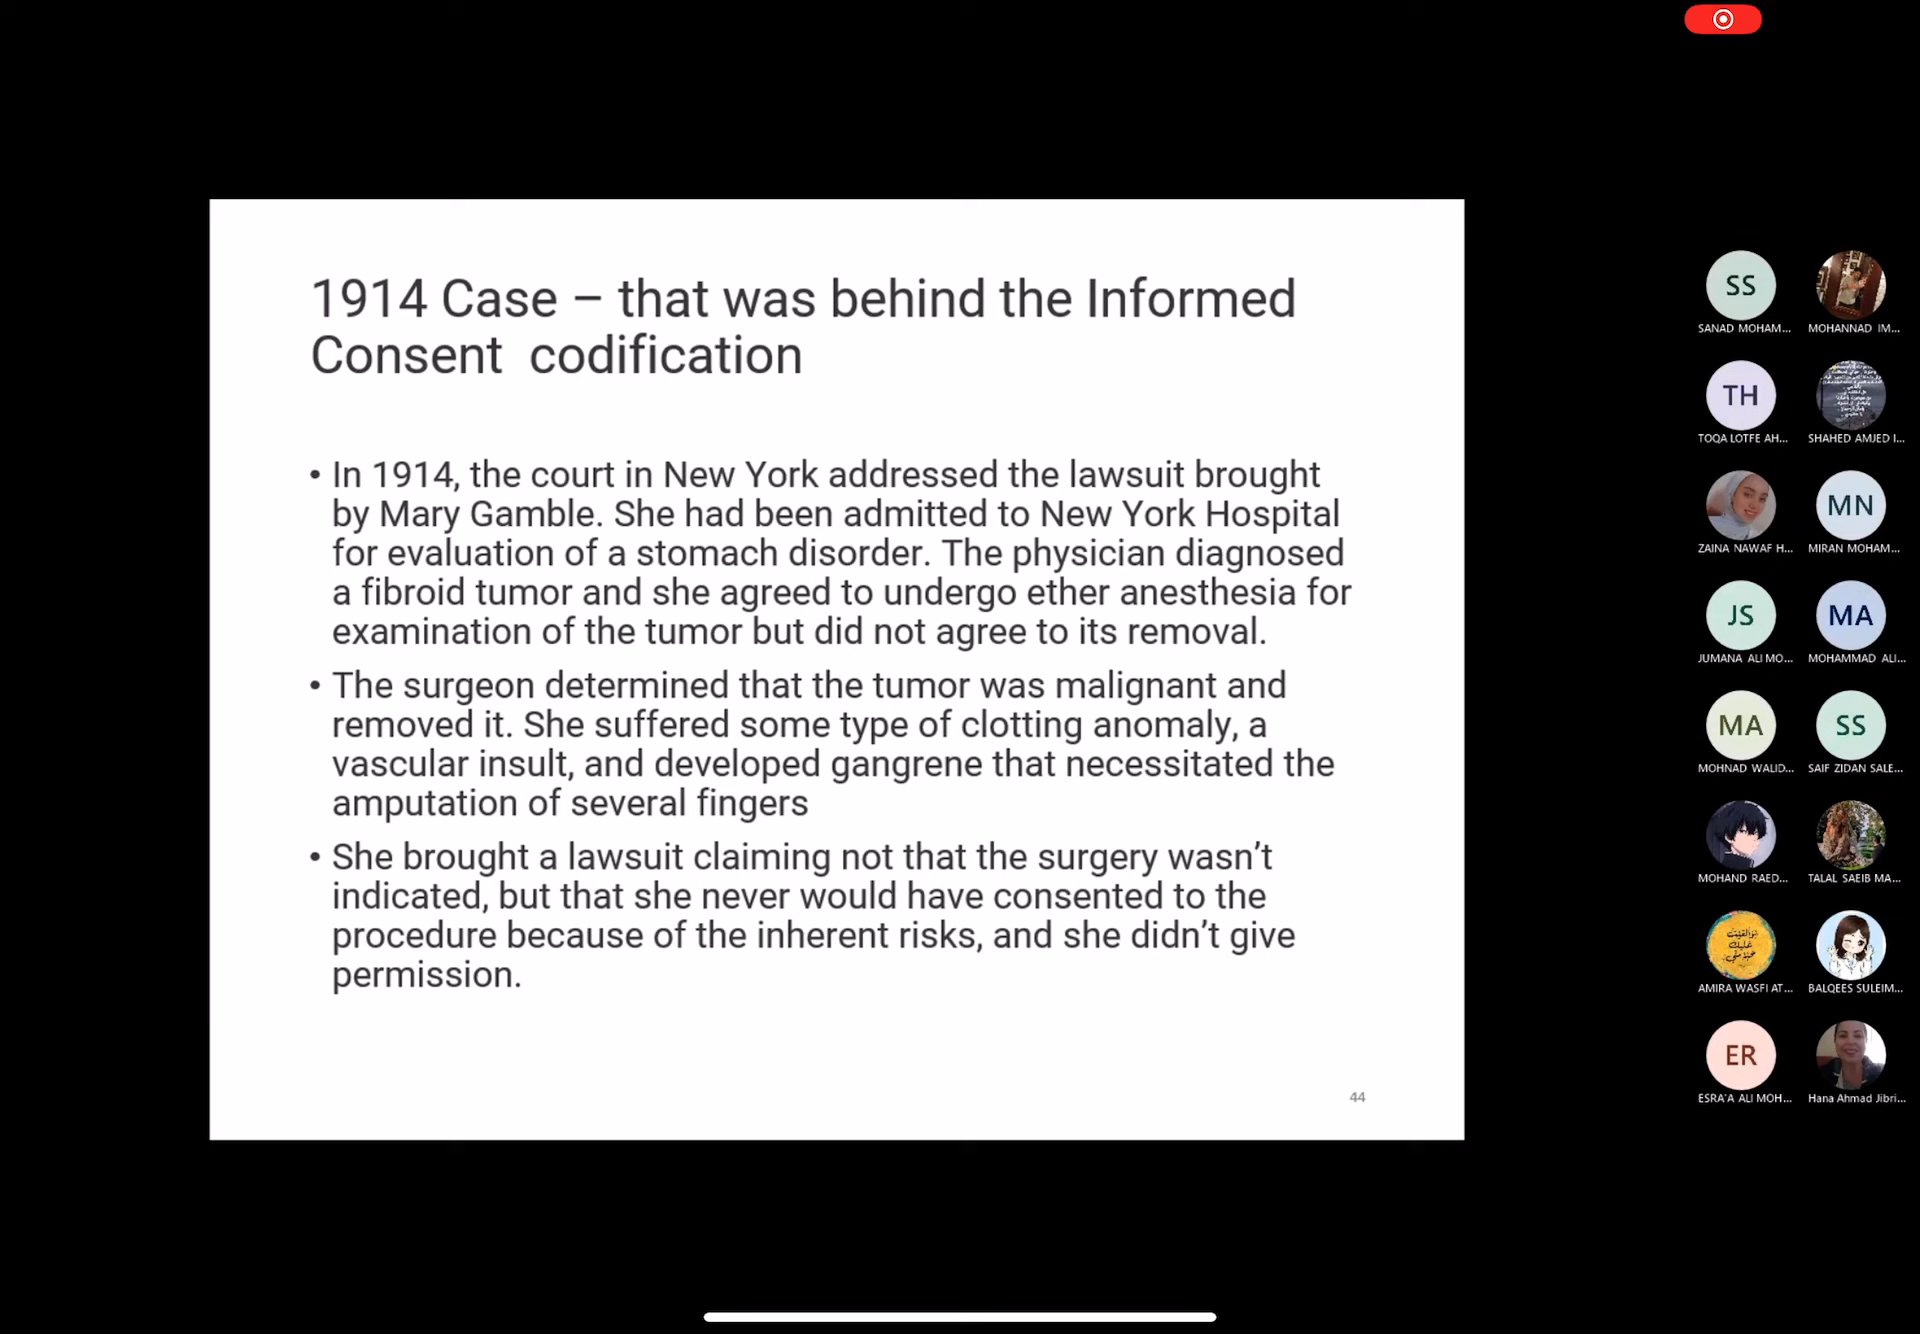 1914 Case – that was behind the Informed
Consent  codification
• In 1914, the court in New York addressed the lawsuit brought
by Mary Gamble. She had been admitted to New York Hospital
for evaluation of a stomach disorder. The physician diagnosed
a fibroid tumor and she agreed to undergo ether anesthesia for
examination of the tumor but did not agree to its removal.
• The surgeon determined that the tumor was malignant and
removed it. She suffered some type of clotting anomaly, a
vascular insult, and developed gangrene that necessitated the
amputation of several fingers
• She brought a lawsuit claiming not that the surgery wasn’t
indicated, but that she never would have consented to the
procedure because of the inherent risks, and she didn’t give
permission.
44
SS
SANAD MOHAM...
MOHANNAD IM...
TH
TOQA LOTFE AH...
SHAHED AMJED I...
ZAINA NAWAF H...
MN
MIRAN MOHAM...
JS
JUMANA ALI MO...
MA
MOHAMMAD ALI...
MA
MOHNAD WALID...
SS
SAIF ZIDAN SALE...
MOHAND RAED...
TALAL SAEIB MA...
AMIRA WASFI AT...
BALQEES SULEIM...
ER
ESRA'A ALI MOH...
Hana Ahmad Jibri...